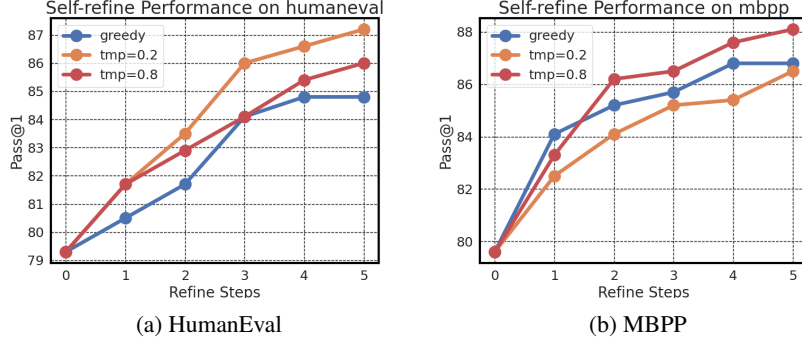 Self-refine Performance on humaneval
greedy
tmp=0.2
tmp=0.8
Pass@1
87
86
85
84
83
82
81
80
79
0 1 2 3 4 5
Refine Steps
(a) HumanEval
Self-refine Performance on mbpp
greedy
tmp=0.2
tmp=0.8
Pass@1
88
86
84
82
80
0 1 2 3 4 5
Refine Steps
(b) MBPP